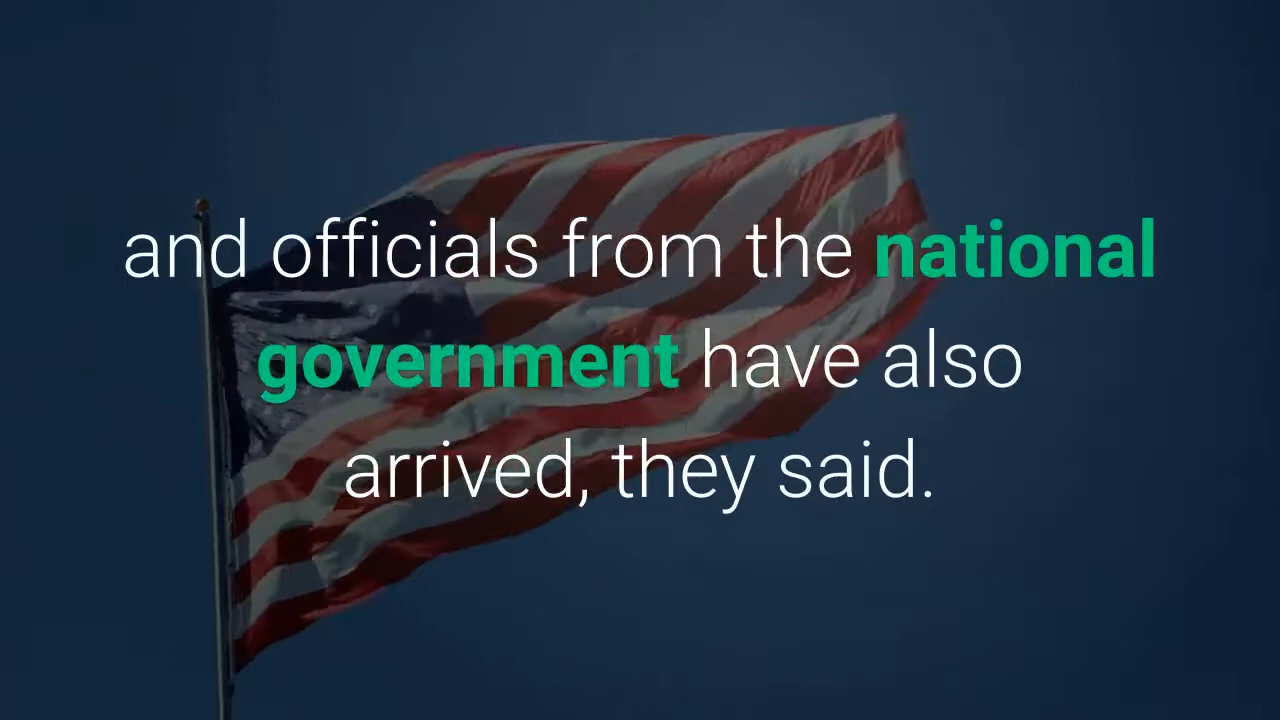 and officials from the national
government have also
arrived, they said.